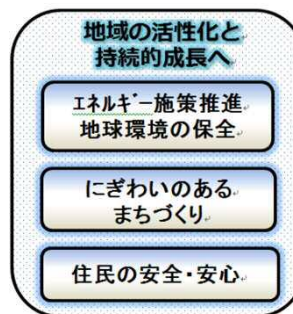 地域の活性化と
持続的成長へ
エネルギー施策推進
地球環境の保全
にぎわいのある
まちづくり
住民の安全・安心